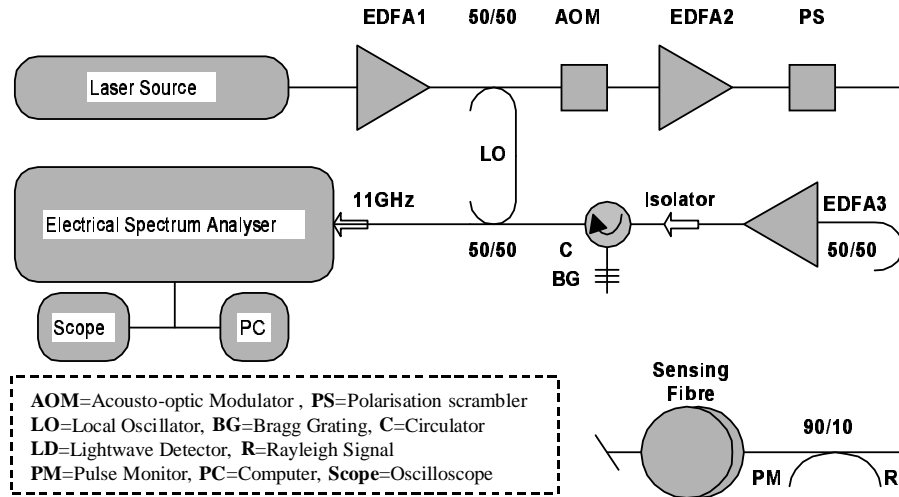 EDFA1 50/50 AOM EDFA2 PS
Laser Source
LO
11GHz
Isolator
EDFA3
Electrical Spectrum Analyser
50/50
C
50/50
BG
Scope
PC
Sensing
Fibre
AOM=Acousto-optic Modulator , PS=Polarisation scrambler
LO=Local Oscillator, BG=Bragg Grating, C=Circulator
LD=Lightwave Detector, R=Rayleigh Signal
PM=Pulse Monitor, PC=Computer, Scope=Oscilloscope
90/10
PM
R